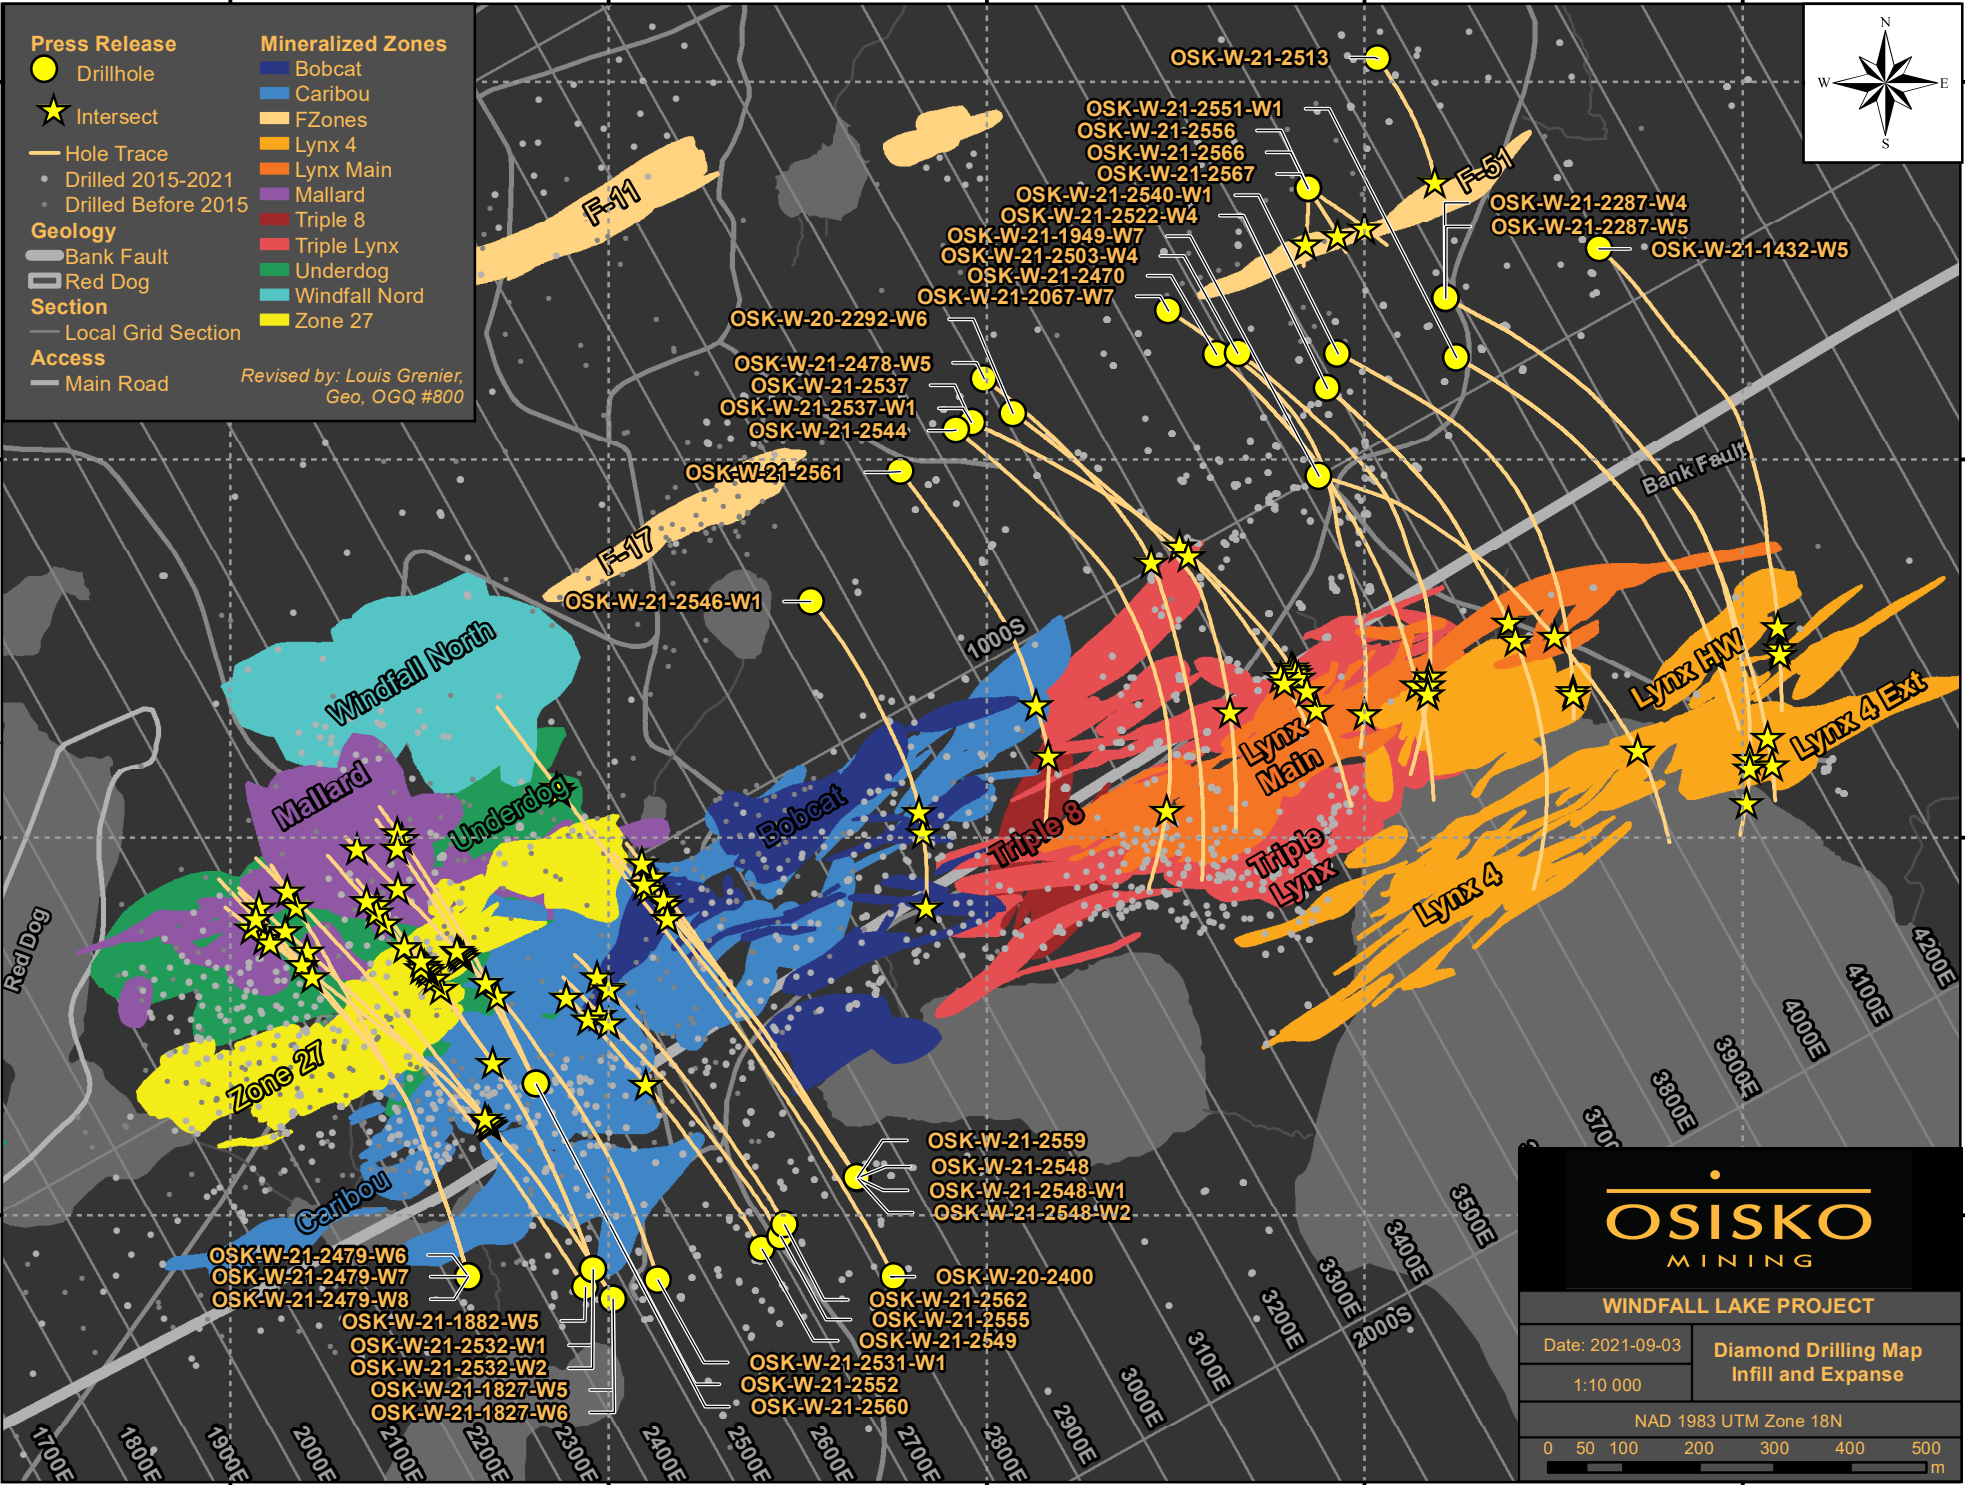 Press Release
Drillhole
Intersect
Hole Trace
Drilled 2015-2021
Drilled Before 2015
Geology
Bank Fault
Red Dog
Section
Local Grid Section
Access
Main Road
Mineralized Zones
Bobcat
Caribou
FZones
Lynx 4
Lynx Main
Mallard
Triple 8
Triple Lynx
Underdog
Windfall Nord
Zone 27
Revised by: Louis Grenier,
Geo, OGQ #800
N
W
E
S
OSK-W-21-2513
OSK-W-21-2551-W1
OSK-W-21-2556
OSK-W-21-2566
OSK-W-21-2567
OSK-W-21-2540-W1
OSK-W-21-2522-W4
OSK-W-21-1949-W7
OSK-W-21-2503-W4
OSK-W-21-2470
OSK-W-21-2067-W7
OSK-W-20-2292-W6
OSK-W-21-2478-W5
OSK-W-21-2537
OSK-W-21-2537-W1
OSK-W-21-2544
OSK-W-21-2561
OSK-W-21-2546-W1
OSK-W-21-2287-W4
OSK-W-21-2287-W5
OSK-W-21-1432-W5
F-11
F-51
F-17
Bank Fault
1000S
Windfall North
Mallard
Underdog
Bobcat
Triple 8
Lynx
Main
Triple
Lynx
Lynx HW
Lynx 4 Ext
Lynx 4
Zone 27
Caribou
Red Dog
OSK-W-21-2559
OSK-W-21-2548
OSK-W-21-2548-W1
OSK-W-21-2548-W2
OSK-W-20-2400
OSK-W-21-2562
OSK-W-21-2555
OSK-W-21-2549
OSK-W-21-2531-W1
OSK-W-21-2552
OSK-W-21-2560
OSK-W-21-2479-W6
OSK-W-21-2479-W7
OSK-W-21-2479-W8
OSK-W-21-1882-W5
OSK-W-21-2532-W1
OSK-W-21-2532-W2
OSK-W-21-1827-W5
OSK-W-21-1827-W6
1700E
1800E
1900E
2000E
2100E
2200E
2300E
2400E
2500E
2600E
2700E
2800E
2900E
3000E
3100E
3200E
3300E
3400E
3500E
3800E
3900E
4000E
4100E
4200E
2000S
OSISKO
MINING
WINDFALL LAKE PROJECT
Date: 2021-09-03
1:10 000
Diamond Drilling Map
Infill and Expanse
NAD 1983 UTM Zone 18N
0 50 100 200 300 400 500
m